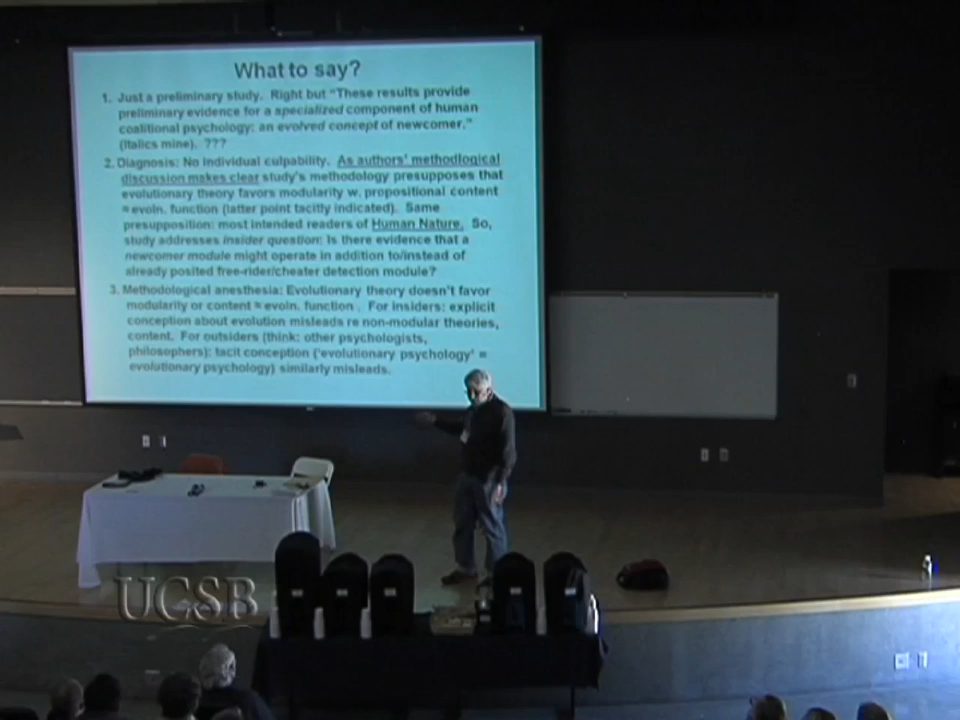 What to say?
1. Just a preliminary study. Right but "These results provide
preliminary evidence for a specialized component of human
coalitional psychology: an evolved concept of newcomer."
(Italics mine). ???
2. Diagnosis: No individual culpability. As authors' methodlogical
discussion makes clear study's methodology presupposes that
evolutionary theory favors modularity w. propositional content
≈ evoln. function (latter point tacitly indicated). Same
presupposition: most intended readers of Human Nature. So,
study addresses insider question: Is there evidence that a
newcomer module might operate in addition to/instead of
already posited free-rider/cheater detection module?
3. Methodological anesthesia: Evolutionary theory doesn't favor
modularity or content ≈ evoln. function . For insiders: explicit
conception about evolution misleads re non-modular theories,
content. For outsiders (think: other psychologists,
philosophers): tacit conception ('evolutionary psychology' =
evolutionary psychology) similarly misleads.
UCSB